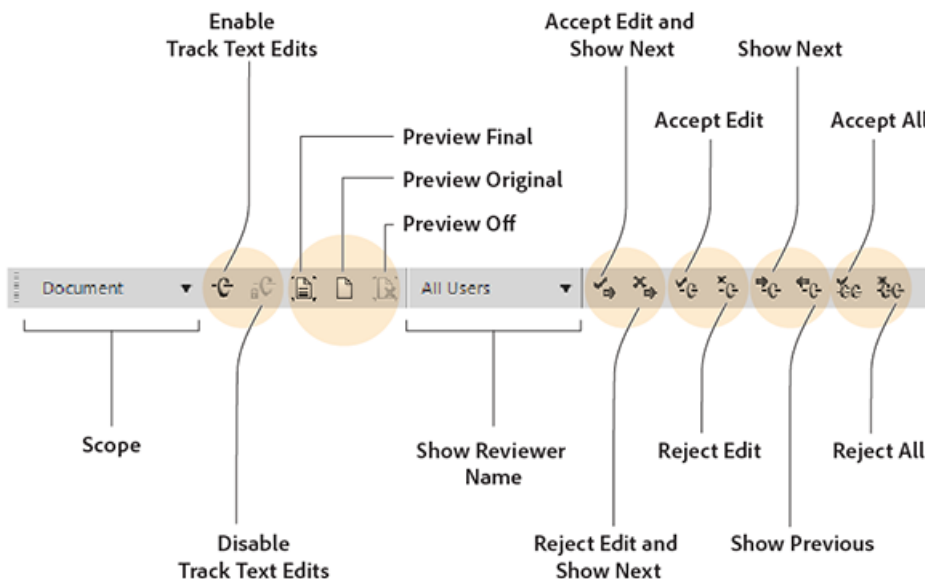 Enable
Track Text Edits
Accept Edit and
Show Next
Show Next
Accept Edit
Accept All
Preview Final
Preview Original
Preview Off
Document
All Users
Scope
Show Reviewer
Name
Reject Edit
Reject All
Disable
Track Text Edits
Reject Edit and
Show Next
Show Previous